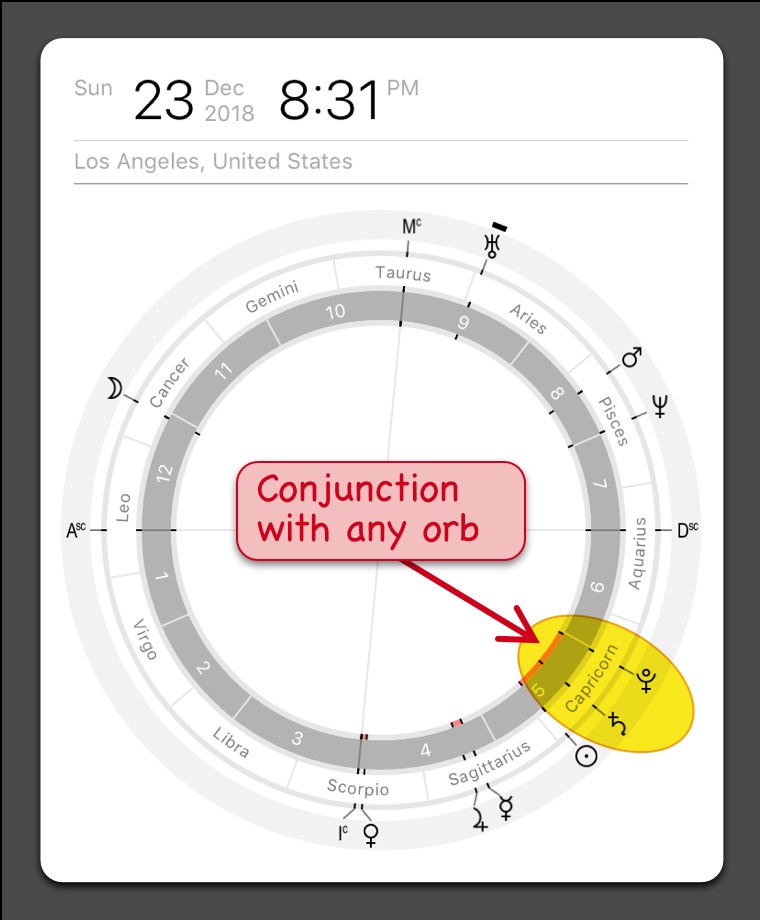 Sun 23 Dec 2018 8:31 PM
Los Angeles, United States
Mc
Taurus
Gemini
10
9
Aries
11
Cancer
8
Pisces
12
7
Leo
Conjunction
with any orb
Asc
Dsc
Aquarius
1
6
Virgo
2
Capricorn
5
Libra
3
4
Sagittarius
Scorpio
Ic